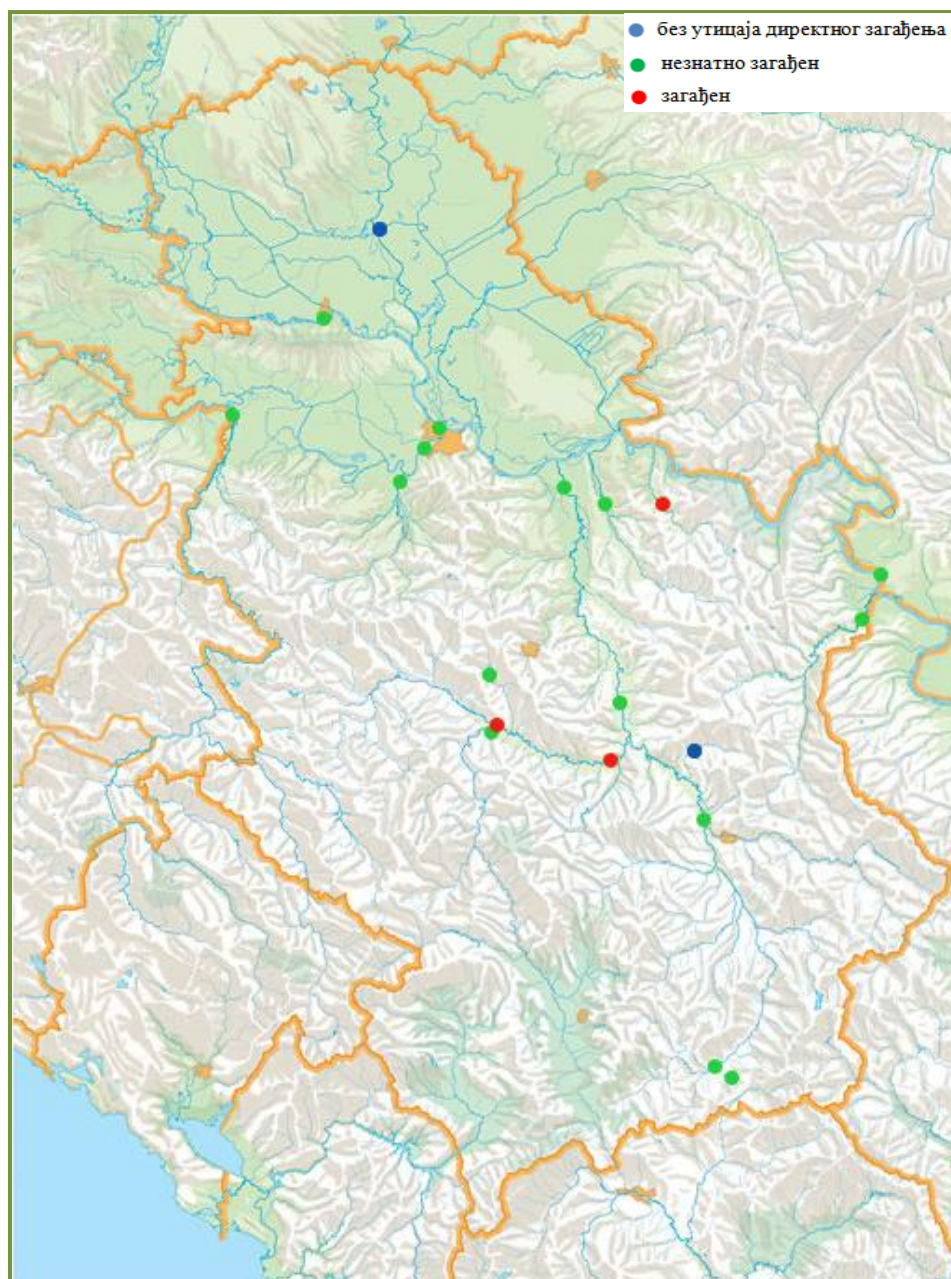 без утицаја директног загађења
незнатно загађен
загађен